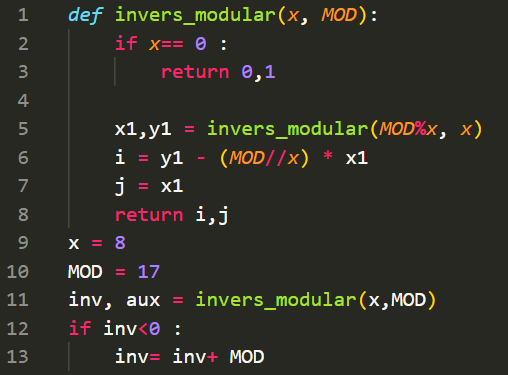 1 def invers_modular(x, MOD):
2 if x== 0 :
3 return 0,1
4
5 x1,y1 = invers_modular(MOD%x, x)
6 i = y1 - (MOD//x) * x1
7 j = x1
8 return i,j
9 x = 8
10 MOD = 17
11 inv, aux = invers_modular(x,MOD)
12 if inv<0 :
13 inv= inv+ MOD